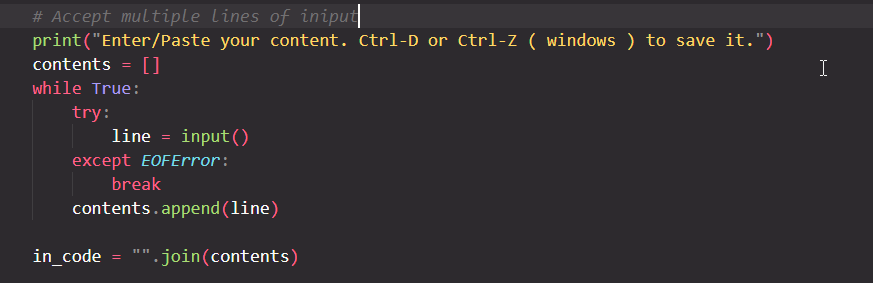 # Accept multiple lines of iniput
print("Enter/Paste your content. Ctrl-D or Ctrl-Z ( windows ) to save it.")
contents = []
while True:
    try:
        line = input()
    except EOFError:
        break
    contents.append(line)
in_code = "".join(contents)